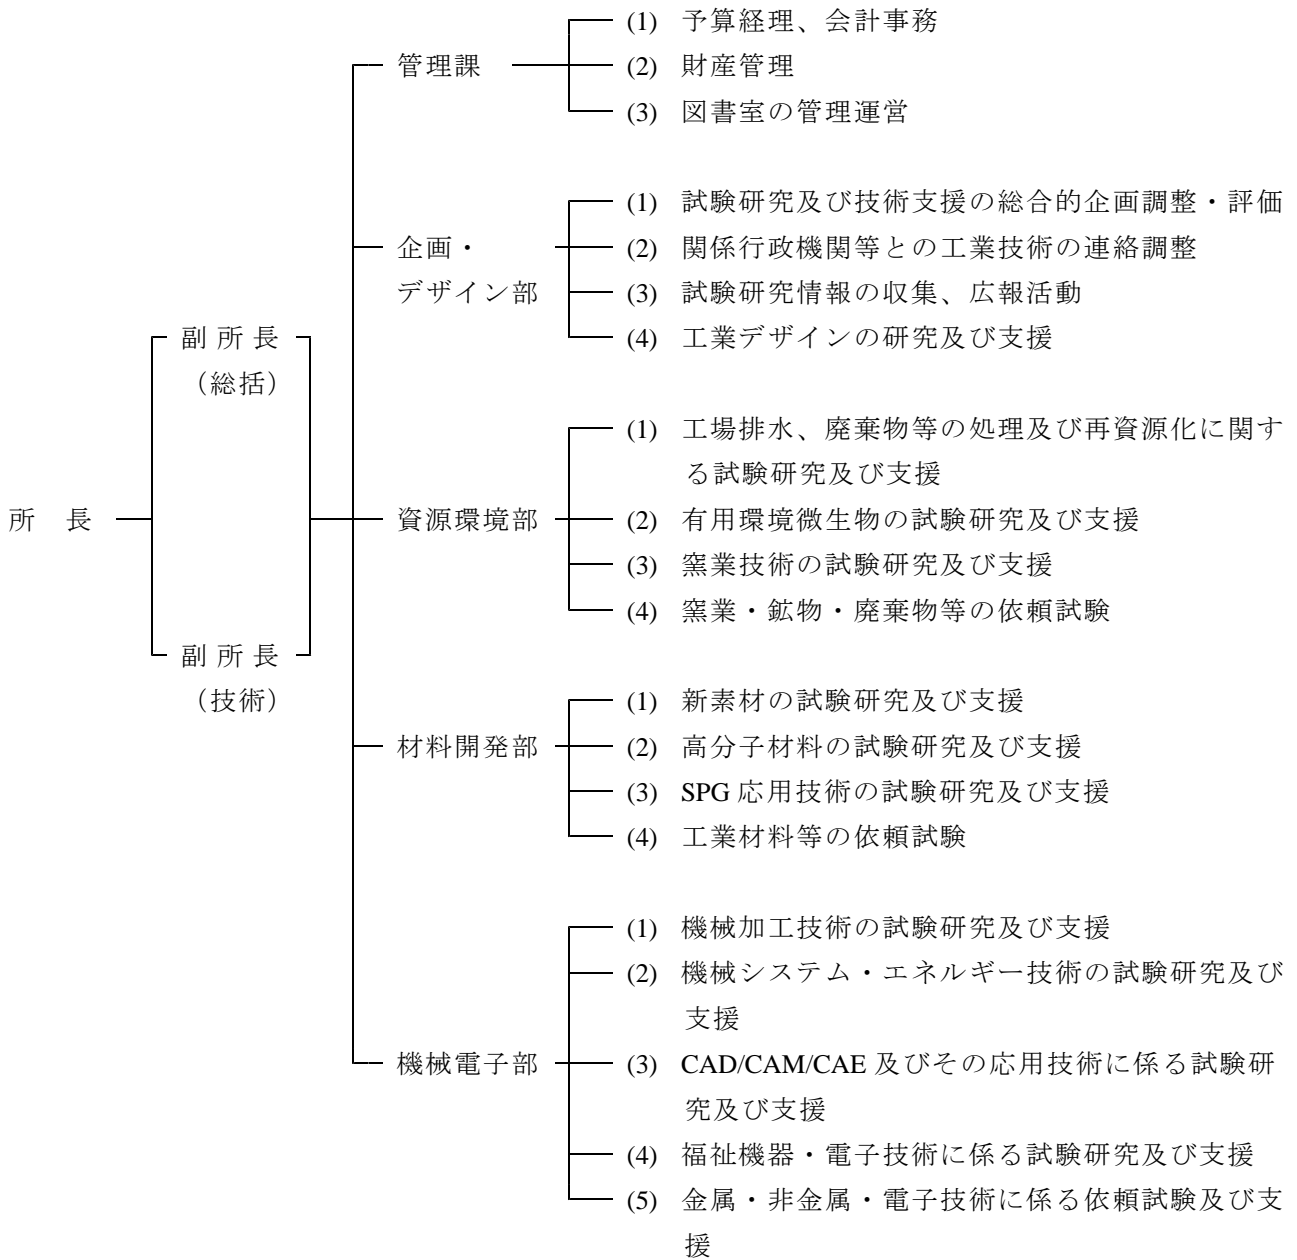 所 長
副所長
（総括）
副所長
（技術）
管理課
(1) 予算経理、会計事務
(2) 財産管理
(3) 図書室の管理運営
企画・
デザイン部
(1) 試験研究及び技術支援の総合的企画調整・評価
(2) 関係行政機関等との工業技術の連絡調整
(3) 試験研究情報の収集、広報活動
(4) 工業デザインの研究及び支援
資源環境部
(1) 工場排水、廃棄物等の処理及び再資源化に関す
る試験研究及び支援
(2) 有用環境微生物の試験研究及び支援
(3) 窯業技術の試験研究及び支援
(4) 窯業・鉱物・廃棄物等の依頼試験
材料開発部
(1) 新素材の試験研究及び支援
(2) 高分子材料の試験研究及び支援
(3) SPG 応用技術の試験研究及び支援
(4) 工業材料等の依頼試験
機械電子部
(1) 機械加工技術の試験研究及び支援
(2) 機械システム・エネルギー技術の試験研究及び
支援
(3) CAD/CAM/CAE 及びその応用技術に係る試験研
究及び支援
(4) 福祉機器・電子技術に係る試験研究及び支援
(5) 金属・非金属・電子技術に係る依頼試験及び支
援